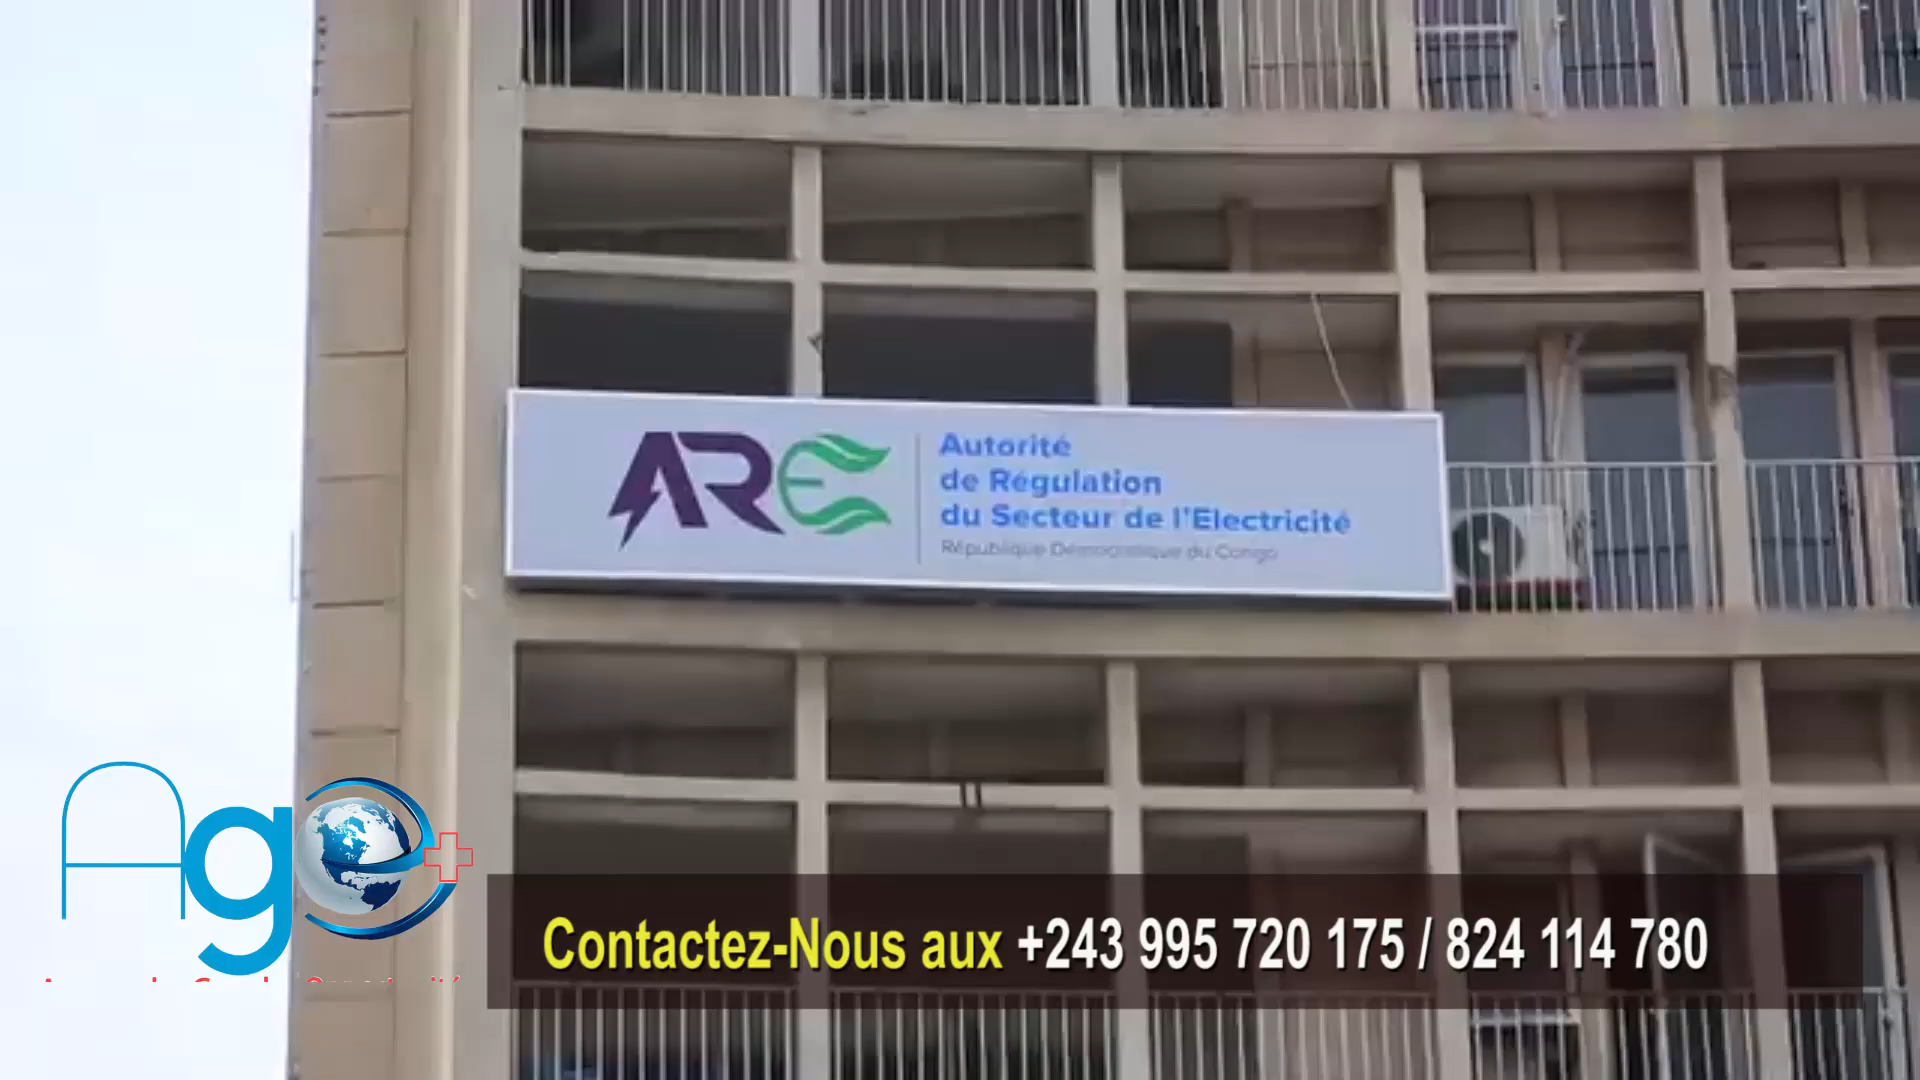 ARE
Autorité
de Régulation
du Secteur de l'Electricité
République Démocratique du Congo
Ago+
Contactez-Nous aux +243 995 720 175 / 824 114 780